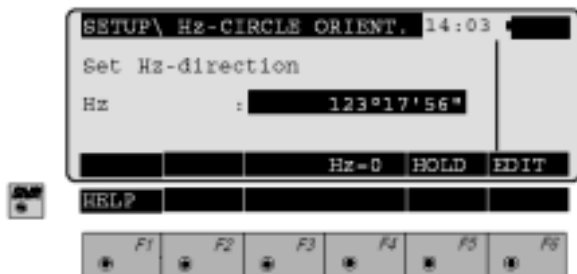 SETUP\ Hz-CIRCLE ORIENT. 14:03
Set Hz-direction
Hz : 123°17'56"
Hz=0 HOLD EDIT
HELP
F1 F2 F3 F4 F5 F6